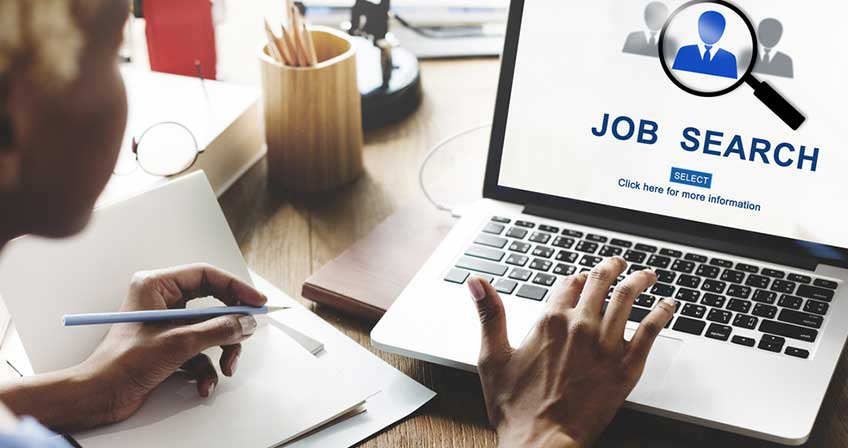 JOB SEARCH
SELECT
Click here for more information